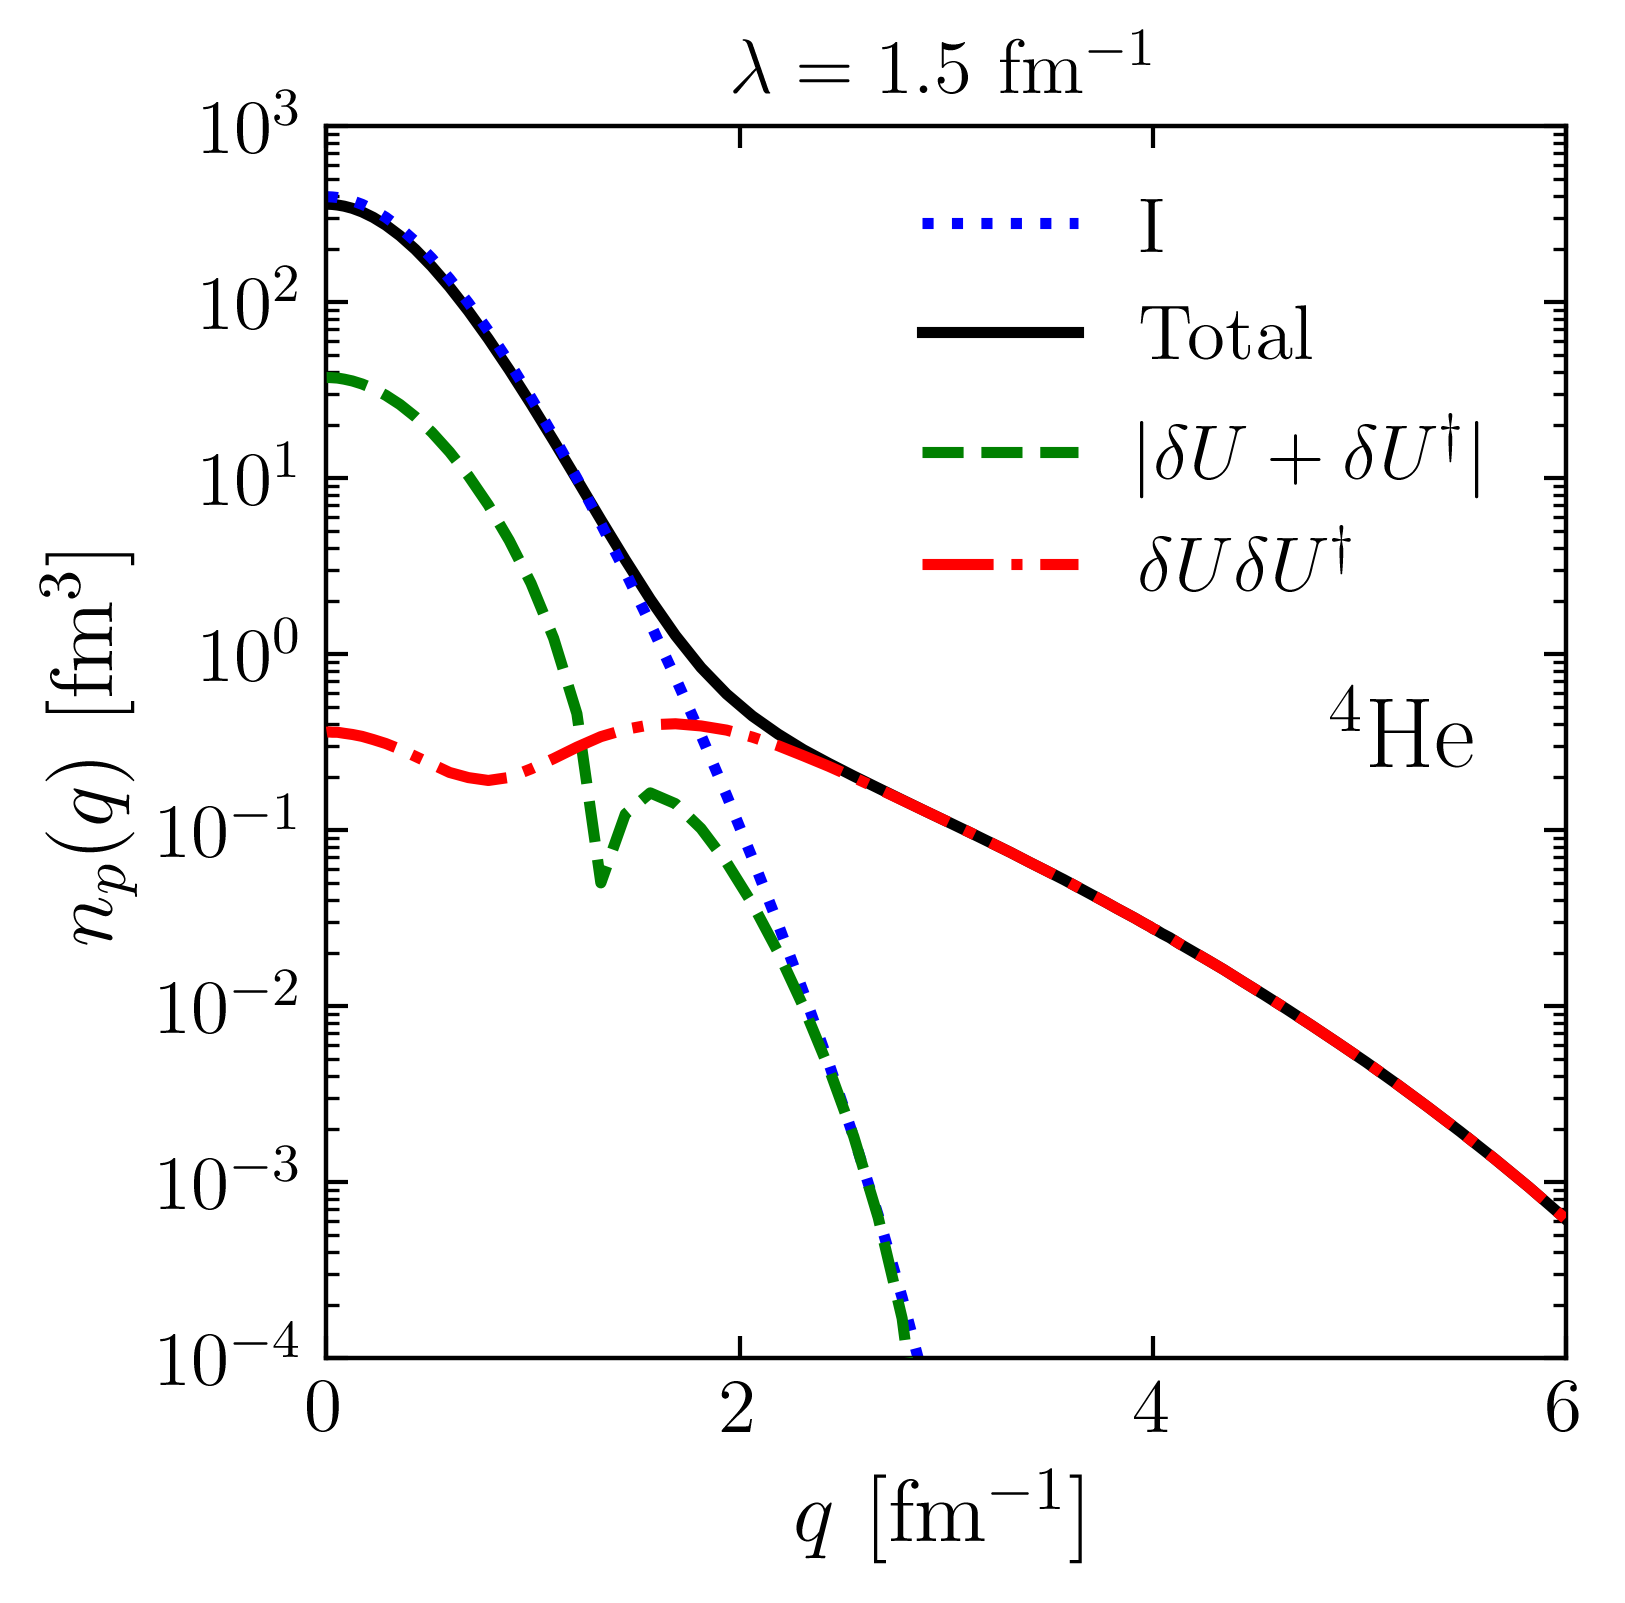 λ = 1.5 fm⁻¹
10³
10²
10¹
10⁰
10⁻¹
10⁻²
10⁻³
10⁻⁴
nₚ(q) [fm³]
I
Total
|δU + δU†|
δUδU†
⁴He
0 2 4 6
q [fm⁻¹]